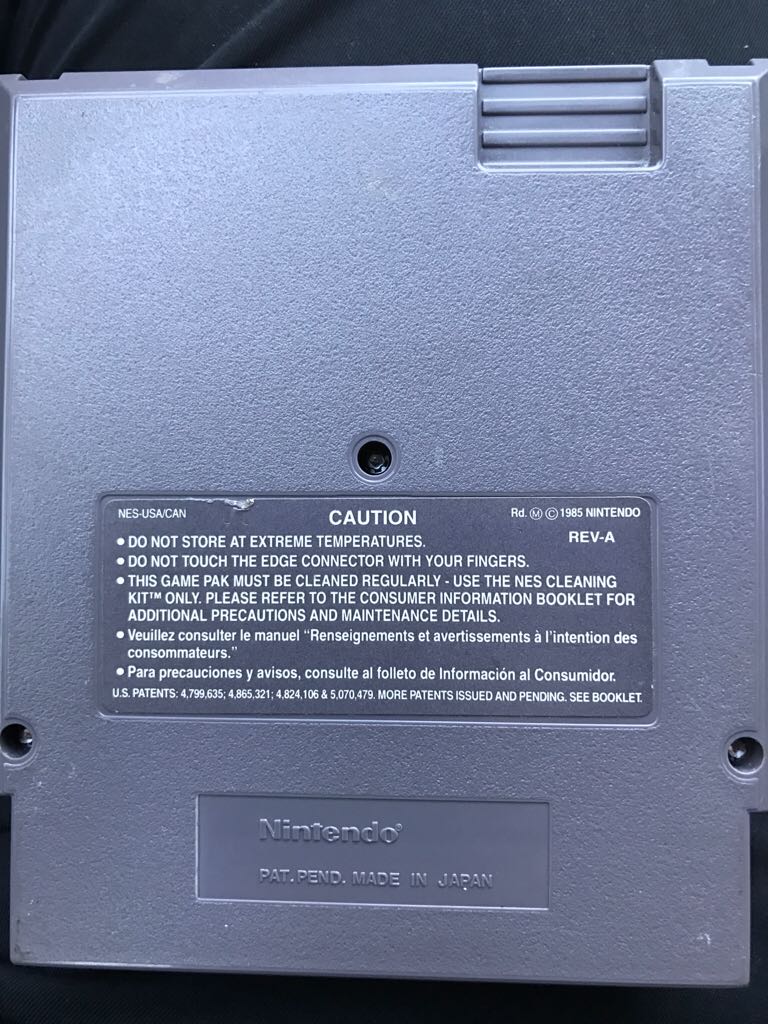 NES-USA/CAN
CAUTION
Rd. Ⓜ Ⓒ 1985 NINTENDO
REV-A
• DO NOT STORE AT EXTREME TEMPERATURES.
• DO NOT TOUCH THE EDGE CONNECTOR WITH YOUR FINGERS.
• THIS GAME PAK MUST BE CLEANED REGULARLY - USE THE NES CLEANING
KIT™ ONLY. PLEASE REFER TO THE CONSUMER INFORMATION BOOKLET FOR
ADDITIONAL PRECAUTIONS AND MAINTENANCE DETAILS.
• Veuillez consulter le manuel "Renseignements et avertissements à l'intention des
consommateurs."
• Para precauciones y avisos, consulte al folleto de Información al Consumidor.
U.S. PATENTS: 4,799,635; 4,865,321; 4,824,106 & 5,070,479. MORE PATENTS ISSUED AND PENDING. SEE BOOKLET.
Nintendo®
PAT. PEND. MADE IN JAPAN